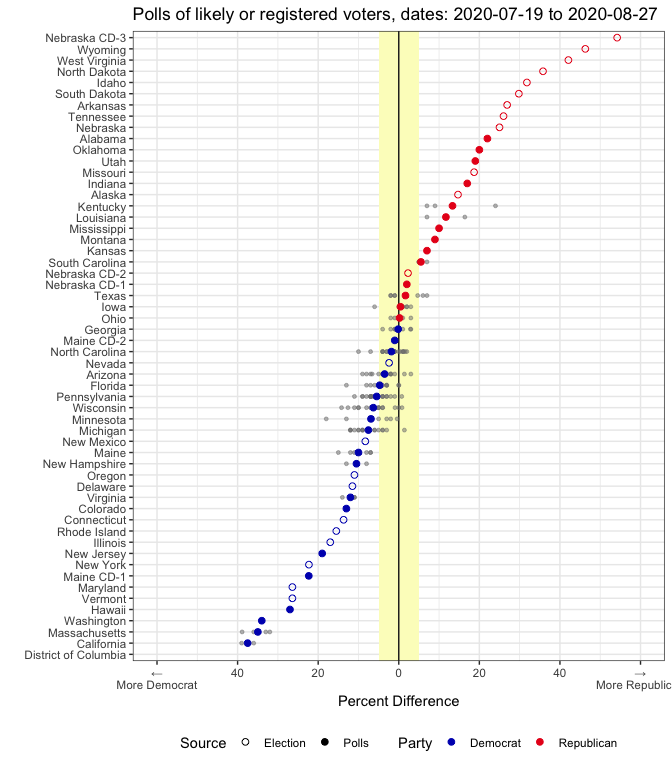 Polls of likely or registered voters, dates: 2020-07-19 to 2020-08-27
Nebraska CD-3
Wyoming
West Virginia
North Dakota
Idaho
South Dakota
Arkansas
Tennessee
Nebraska
Alabama
Oklahoma
Utah
Missouri
Indiana
Alaska
Kentucky
Louisiana
Mississippi
Montana
Kansas
South Carolina
Nebraska CD-2
Nebraska CD-1
Texas
Iowa
Ohio
Georgia
Maine CD-2
North Carolina
Nevada
Arizona
Florida
Pennsylvania
Wisconsin
Minnesota
Michigan
New Mexico
Maine
New Hampshire
Oregon
Delaware
Virginia
Colorado
Connecticut
Rhode Island
Illinois
New Jersey
New York
Maine CD-1
Maryland
Vermont
Hawaii
Washington
Massachusetts
California
District of Columbia
← 40 20 0 20 40 →
More Democrat More Republic
Percent Difference
Source Election Polls Party Democrat Republican